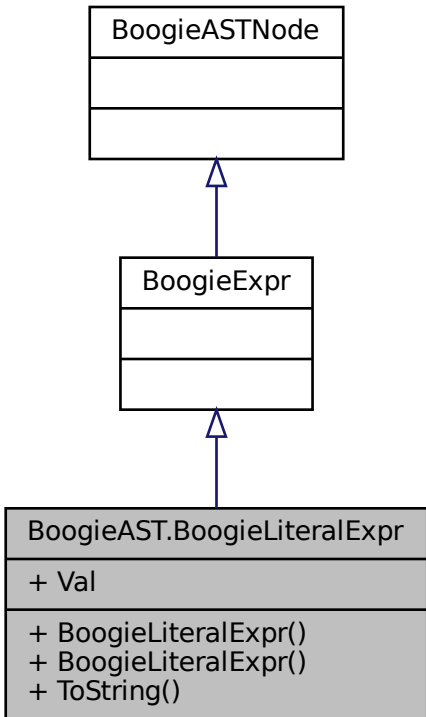 BoogieASTNode
BoogieExpr
BoogieAST.BoogieLiteralExpr
+ Val
+ BoogieLiteralExpr()
+ BoogieLiteralExpr()
+ ToString()